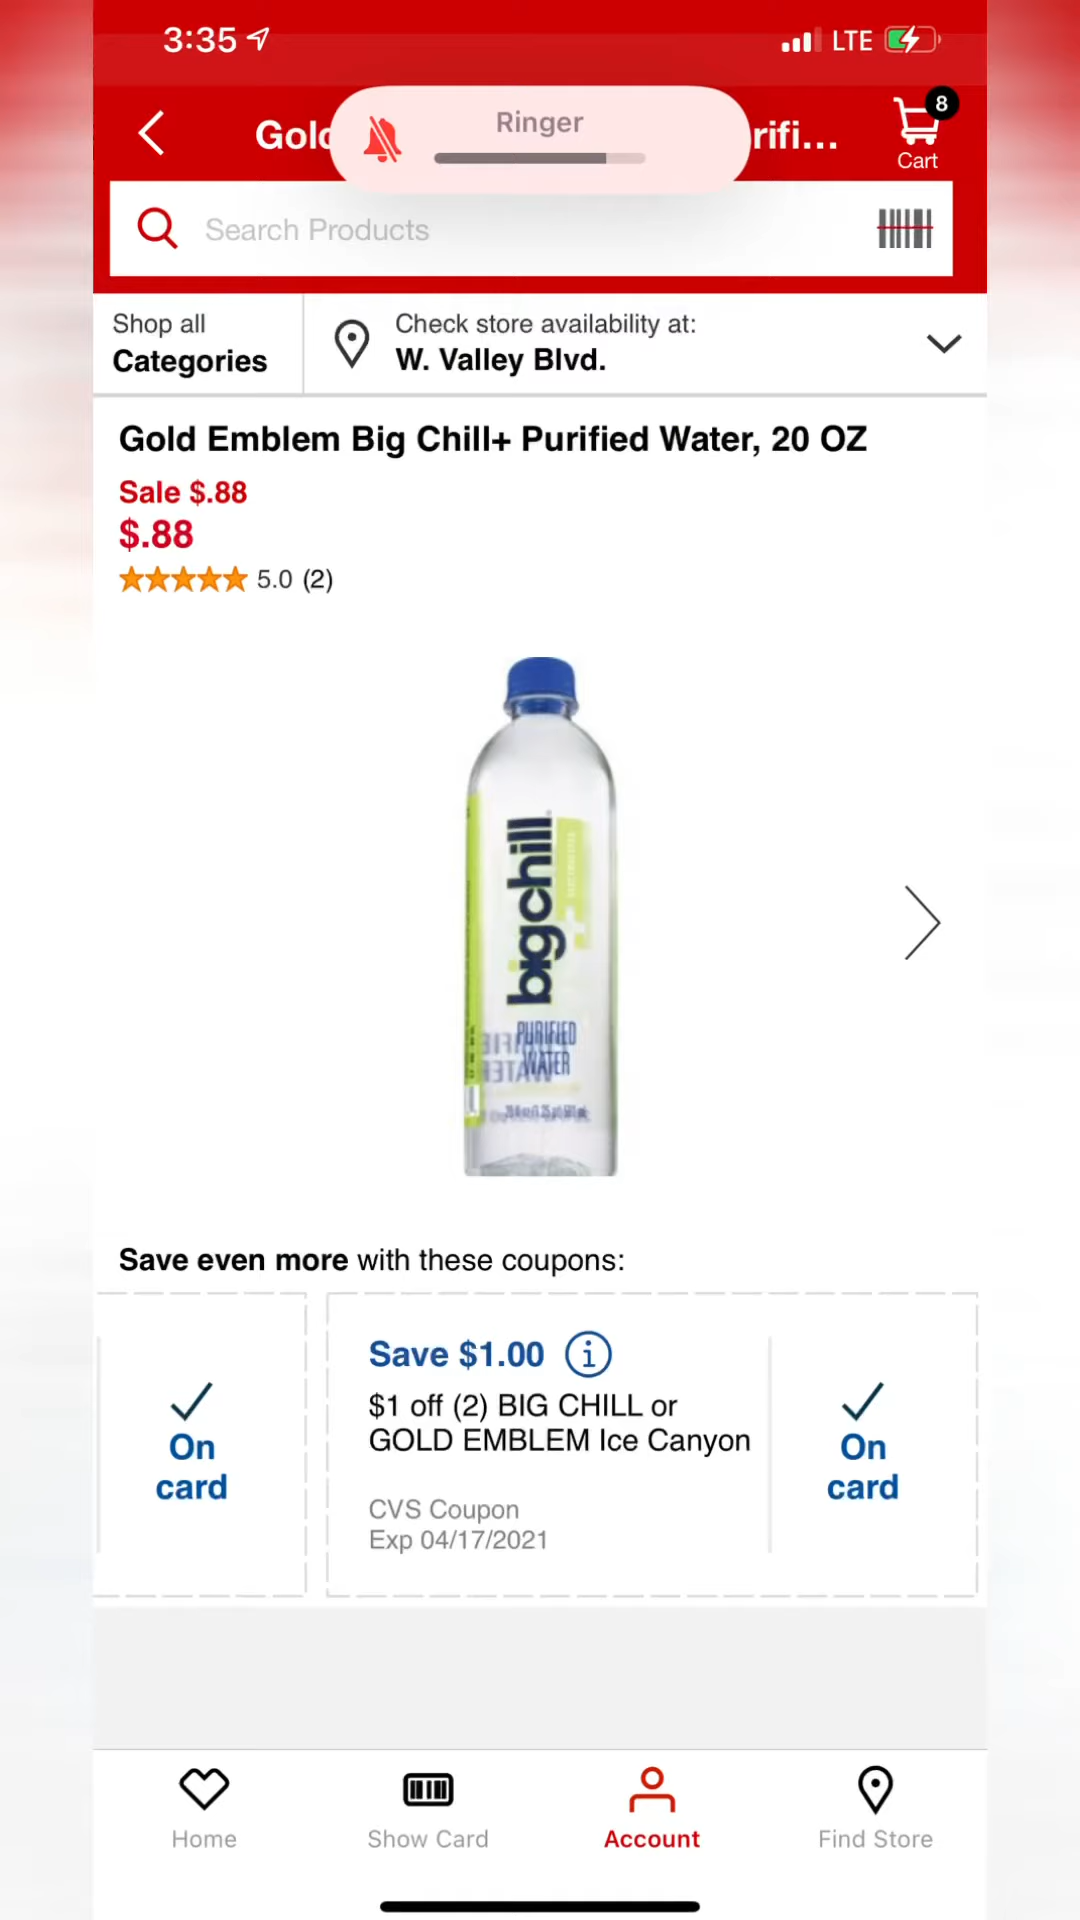 3:35
LTE
Gold
Ringer
rifi...
8
Cart
Search Products
Shop all
Categories
Check store availability at:
W. Valley Blvd.
Gold Emblem Big Chill+ Purified Water, 20 OZ
Sale $.88
$.88
5.0 (2)
bigchill
PURIFIED
WATER
Save even more with these coupons:
On
card
Save $1.00
$1 off (2) BIG CHILL or
GOLD EMBLEM Ice Canyon
CVS Coupon
Exp 04/17/2021
On
card
Home
Show Card
Account
Find Store